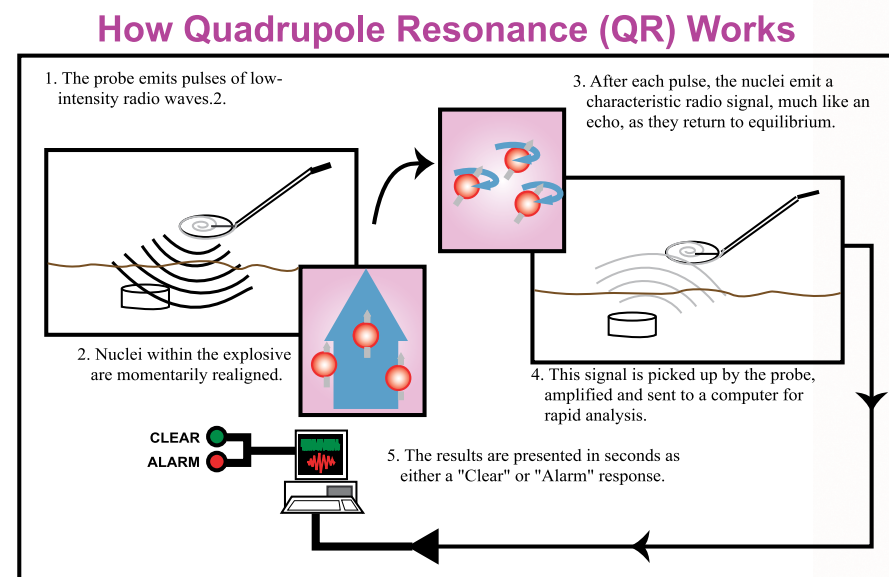 How Quadrupole Resonance (QR) Works
1. The probe emits pulses of low-
intensity radio waves.2.
2. Nuclei within the explosive
are momentarily realigned.
3. After each pulse, the nuclei emit a
characteristic radio signal, much like an
echo, as they return to equilibrium.
4. This signal is picked up by the probe,
amplified and sent to a computer for
rapid analysis.
5. The results are presented in seconds as
either a "Clear" or "Alarm" response.
CLEAR
ALARM